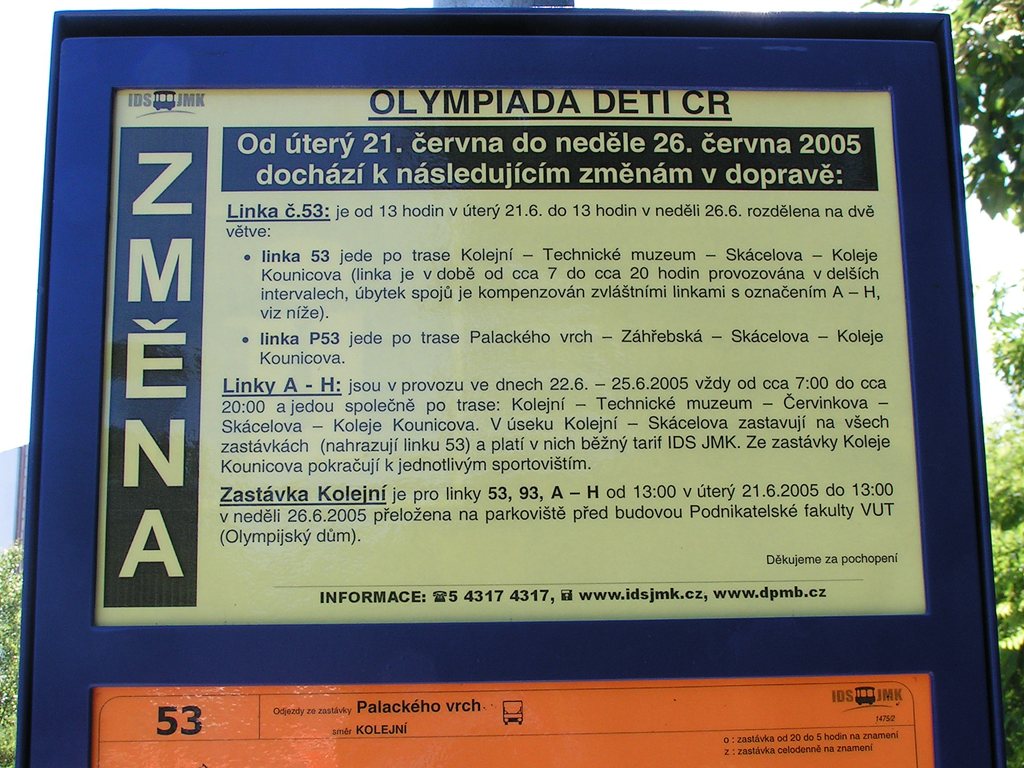 IDS JMK
OLYMPIADA DETI CR
ZMĚNA
Od úterý 21. června do neděle 26. června 2005
dochází k následujícím změnám v dopravě:
Linka č.53: je od 13 hodin v úterý 21.6. do 13 hodin v neděli 26.6. rozdělena na dvě
větve:
• linka 53 jede po trase Kolejní – Technické muzeum – Skácelova – Koleje
Kounicova (linka je v době od cca 7 do cca 20 hodin provozována v delších
intervalech, úbytek spojů je kompenzován zvláštními linkami s označením A – H,
viz níže).
• linka P53 jede po trase Palackého vrch – Záhřebská – Skácelova – Koleje
Kounicova.
Linky A - H: jsou v provozu ve dnech 22.6. – 25.6.2005 vždy od cca 7:00 do cca
20:00 a jedou společně po trase: Kolejní – Technické muzeum – Červinkova –
Skácelova – Koleje Kounicova. V úseku Kolejní – Skácelova zastavují na všech
zastávkách (nahrazují linku 53) a platí v nich běžný tarif IDS JMK. Ze zastávky Koleje
Kounicova pokračují k jednotlivým sportovištím.
Zastávka Kolejní je pro linky 53, 93, A – H od 13:00 v úterý 21.6.2005 do 13:00
v neděli 26.6.2005 přeložena na parkoviště před budovou Podnikatelské fakulty VUT
(Olympijský dům).
Děkujeme za pochopení
INFORMACE: ☎5 4317 4317, www.idsjmk.cz, www.dpmb.cz
53
Odjezdy ze zastávky Palackého vrch
směr KOLEJNÍ
IDS JMK
1475/2
o : zastávka od 20 do 5 hodin na znamení
z : zastávka celodenně na znamení